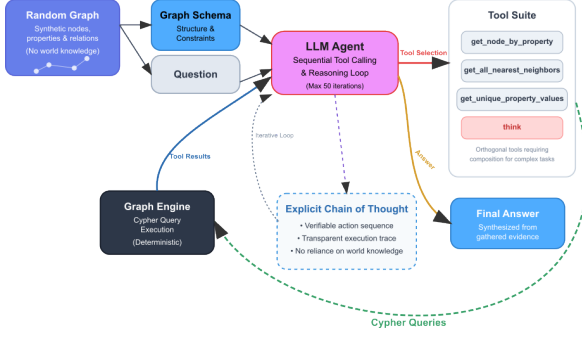 Random Graph
Synthetic nodes,
properties & relations
(No world knowledge)
Graph Schema
Structure &
Constraints
Question
LLM Agent
Sequential Tool Calling
& Reasoning Loop
(Max 50 iterations)
Tool Selection
Tool Suite
get_node_by_property
get_all_nearest_neighbors
get_unique_property_values
think
Orthogonal tools requiring
composition for complex tasks
Iterative Loop
Tool Results
Answer
Graph Engine
Cypher Query
Execution
(Deterministic)
Explicit Chain of Thought
• Verifiable action sequence
• Transparent execution trace
• No reliance on world knowledge
Final Answer
Synthesized from
gathered evidence
Cypher Queries